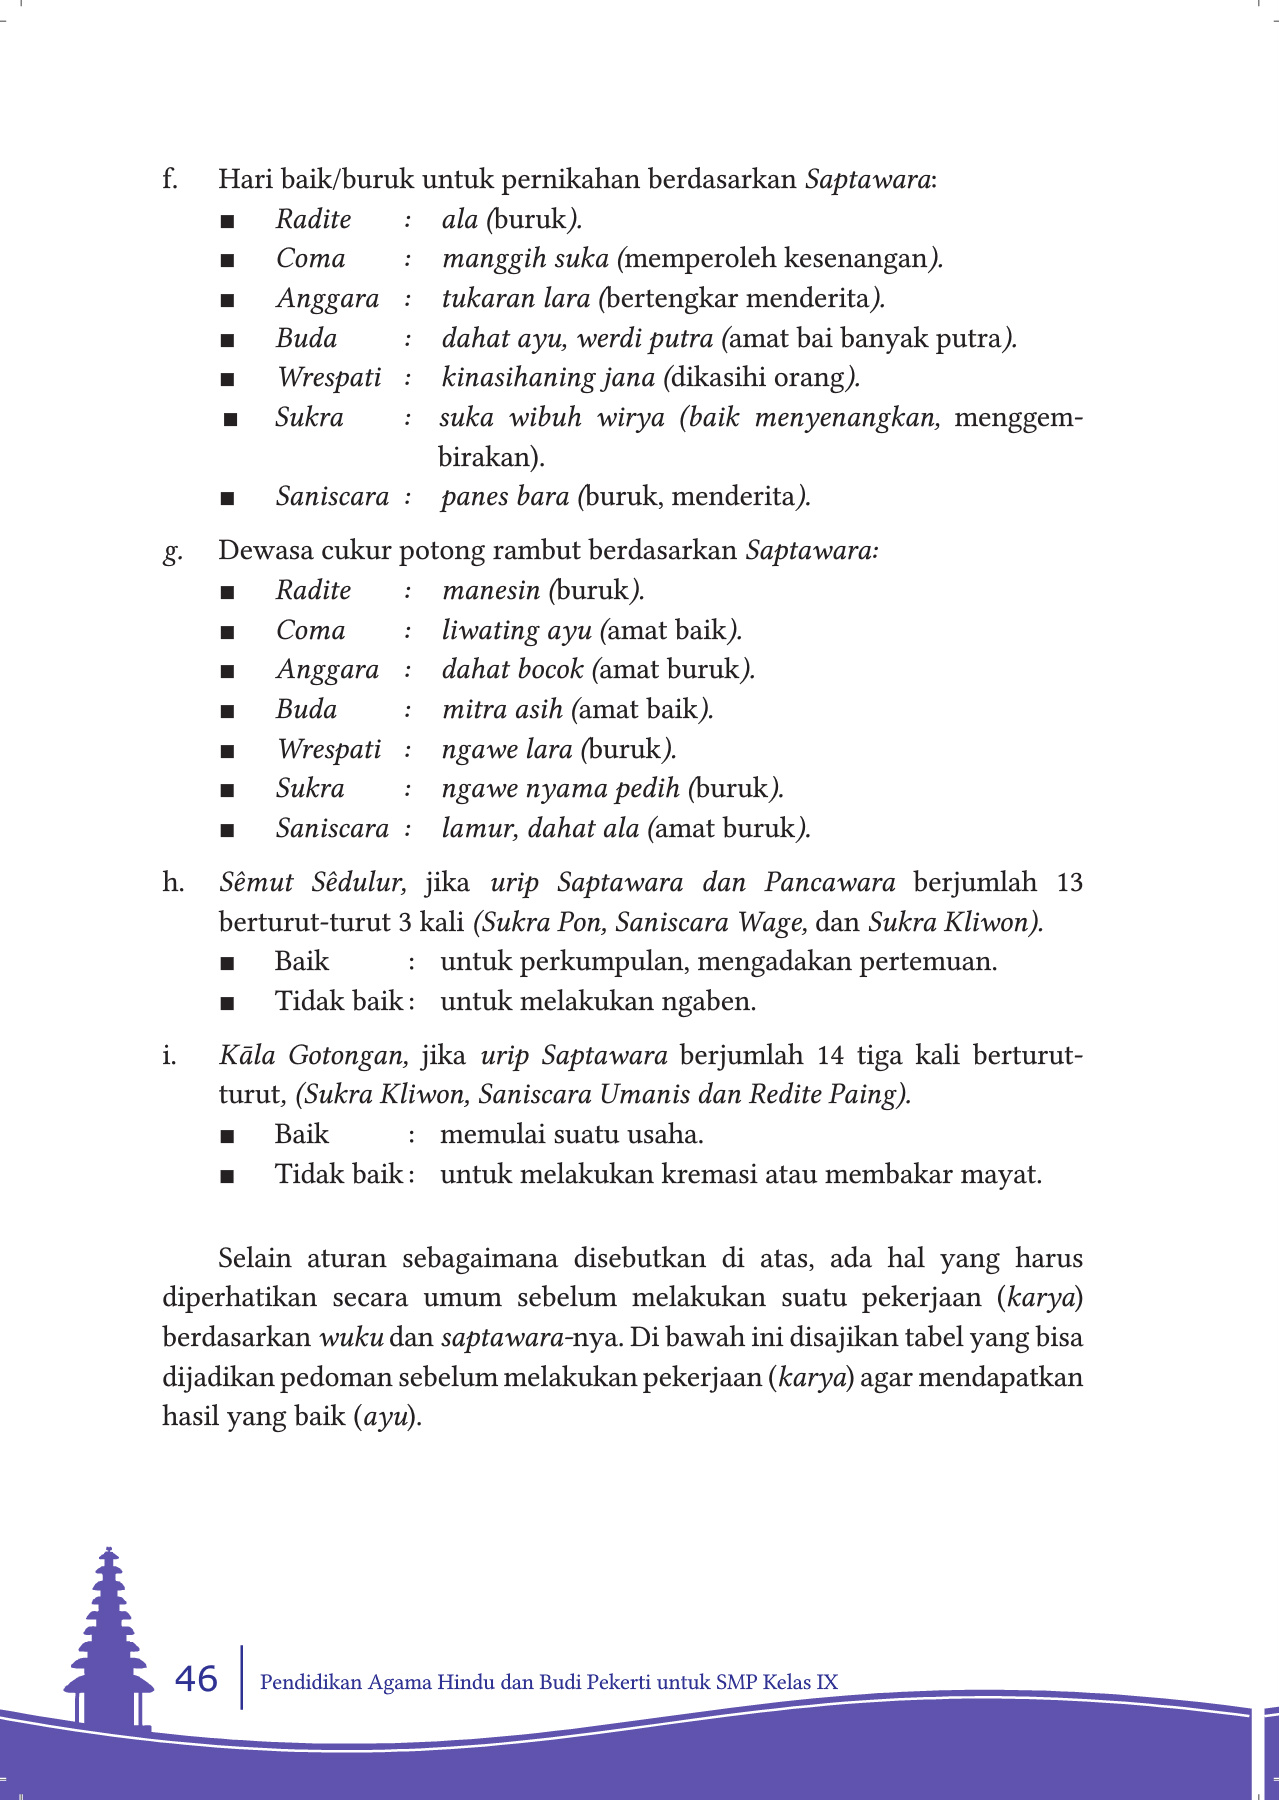 f. Hari baik/buruk untuk pernikahan berdasarkan Saptawara:
■ Radite : ala (buruk).
■ Coma : manggih suka (memperoleh kesenangan).
■ Anggara : tukaran lara (bertengkar menderita).
■ Buda : dahat ayu, werdi putra (amat bai banyak putra).
■ Wrespati : kinasihaning jana (dikasihi orang).
■ Sukra : suka wibuh wirya (baik menyenangkan, menggem-
birakan).
■ Saniscara : panes bara (buruk, menderita).
g. Dewasa cukur potong rambut berdasarkan Saptawara:
■ Radite : manesin (buruk).
■ Coma : liwating ayu (amat baik).
■ Anggara : dahat bocok (amat buruk).
■ Buda : mitra asih (amat baik).
■ Wrespati : ngawe lara (buruk).
■ Sukra : ngawe nyama pedih (buruk).
■ Saniscara : lamur, dahat ala (amat buruk).
h. Sêmut Sêdulur, jika urip Saptawara dan Pancawara berjumlah 13
berturut-turut 3 kali (Sukra Pon, Saniscara Wage, dan Sukra Kliwon).
■ Baik : untuk perkumpulan, mengadakan pertemuan.
■ Tidak baik : untuk melakukan ngaben.
i. Kāla Gotongan, jika urip Saptawara berjumlah 14 tiga kali berturut-
turut, (Sukra Kliwon, Saniscara Umanis dan Redite Paing).
■ Baik : memulai suatu usaha.
■ Tidak baik : untuk melakukan kremasi atau membakar mayat.
Selain aturan sebagaimana disebutkan di atas, ada hal yang harus
diperhatikan secara umum sebelum melakukan suatu pekerjaan (karya)
berdasarkan wuku dan saptawara-nya. Di bawah ini disajikan tabel yang bisa
dijadikan pedoman sebelum melakukan pekerjaan (karya) agar mendapatkan
hasil yang baik (ayu).
46 Pendidikan Agama Hindu dan Budi Pekerti untuk SMP Kelas IX